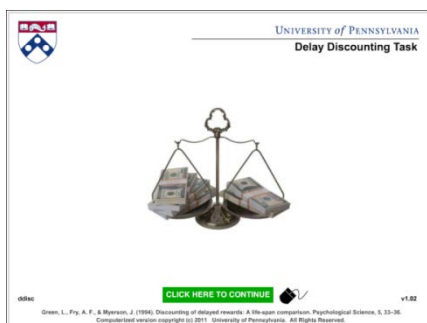 UNIVERSITY of PENNSYLVANIA
Delay Discounting Task
CLICK HERE TO CONTINUE
ddisc
v1.02
Green, L., Fry, A. F., & Myerson, J. (1994). Discounting of delayed rewards: A life-span comparison. Psychological Science, 5, 33–36.
Computerized version copyright (c) 2011 University of Pennsylvania. All Rights Reserved.